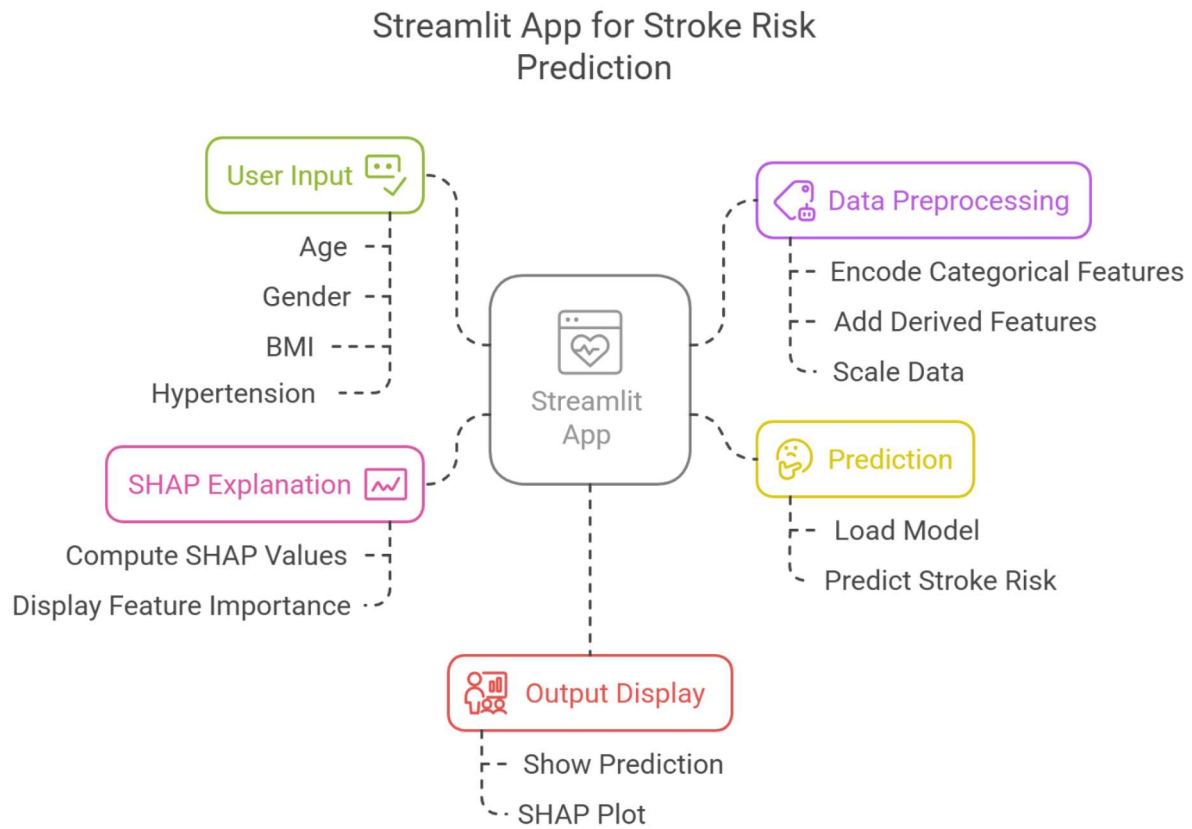 Streamlit App for Stroke Risk
Prediction
User Input
Age
Gender
BMI
Hypertension
SHAP Explanation
Compute SHAP Values
Display Feature Importance
Streamlit
App
Data Preprocessing
Encode Categorical Features
Add Derived Features
Scale Data
Prediction
Load Model
Predict Stroke Risk
Output Display
Show Prediction
SHAP Plot